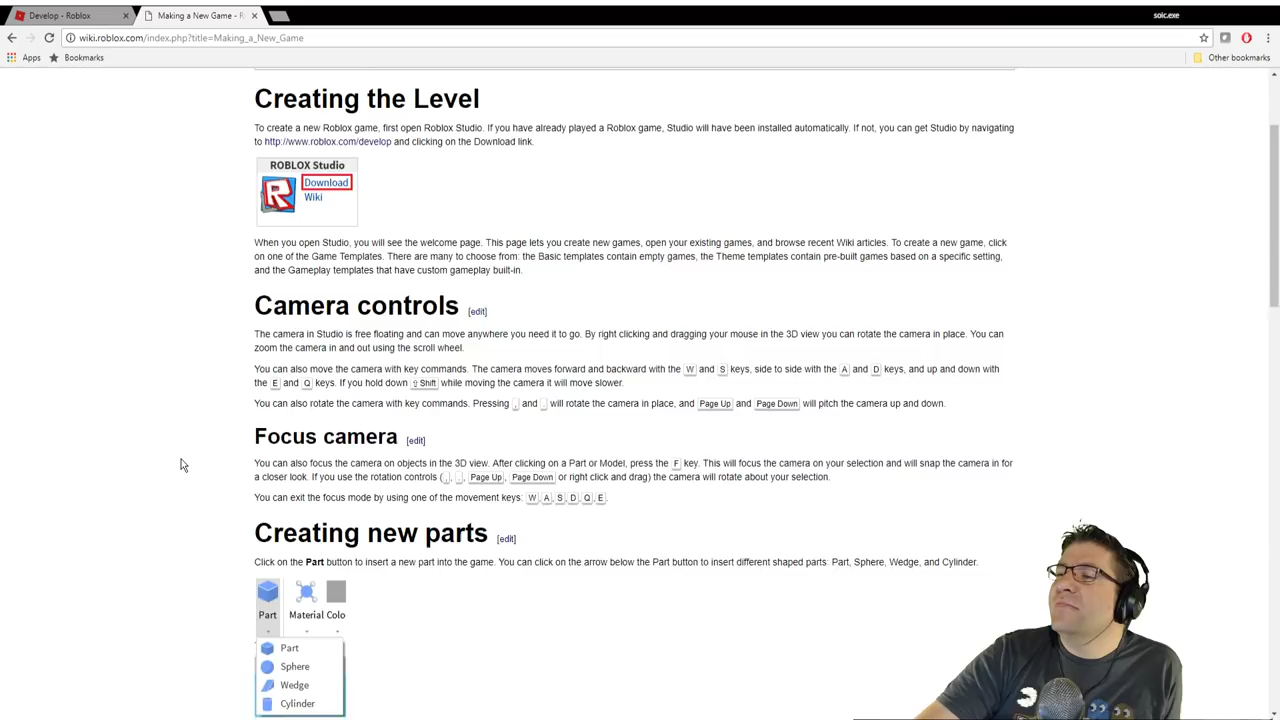 Develop - Roblox
Making a New Game - R
soic.exe
wiki.roblox.com/index.php?title=Making_a_New_Game
Apps
Bookmarks
Other bookmarks
Creating the Level
To create a new Roblox game, first open Roblox Studio. If you have already played a Roblox game, Studio will have been installed automatically. If not, you can get Studio by navigating
to http://www.roblox.com/develop and clicking on the Download link.
ROBLOX Studio
Download
Wiki
When you open Studio, you will see the welcome page. This page lets you create new games, open your existing games, and browse recent Wiki articles. To create a new game, click
on one of the Game Templates. There are many to choose from: the Basic templates contain empty games, the Theme templates contain pre-built games based on a specific setting,
and the Gameplay templates that have custom gameplay built-in.
Camera controls [edit]
The camera in Studio is free floating and can move anywhere you need it to go. By right clicking and dragging your mouse in the 3D view you can rotate the camera in place. You can
zoom the camera in and out using the scroll wheel.
You can also move the camera with key commands. The camera moves forward and backward with the W and S keys, side to side with the A and D keys, and up and down with
the E and Q keys. If you hold down ⇧ Shift while moving the camera it will move slower.
You can also rotate the camera with key commands. Pressing , and . will rotate the camera in place, and Page Up and Page Down will pitch the camera up and down.
Focus camera [edit]
You can also focus the camera on objects in the 3D view. After clicking on a Part or Model, press the F key. This will focus the camera on your selection and will snap the camera in for
a closer look. If you use the rotation controls ( , , . , Page Up , Page Down or right click and drag) the camera will rotate about your selection.
You can exit the focus mode by using one of the movement keys: W , A , S , D , Q , E .
Creating new parts [edit]
Click on the Part button to insert a new part into the game. You can click on the arrow below the Part button to insert different shaped parts: Part, Sphere, Wedge, and Cylinder.
Part Material Colo
Part
Sphere
Wedge
Cylinder